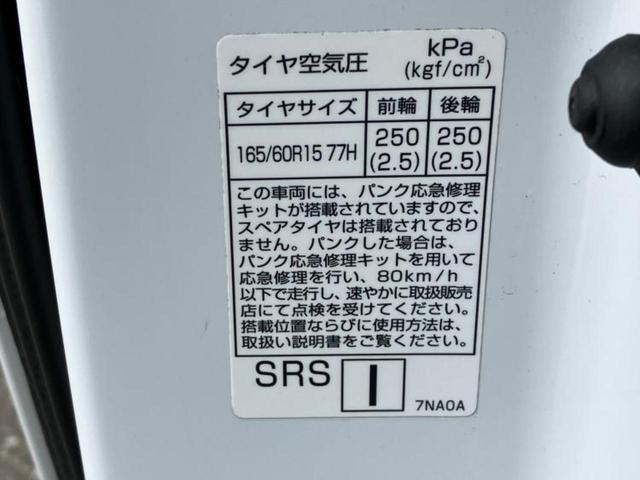 タイヤ空気圧 kPa
(kgf/cm²)
タイヤサイズ 前輪 後輪
165/60R15 77H 250 250
(2.5) (2.5)
この車両には、パンク応急修理
キットが搭載されていますので、
スペアタイヤは搭載されており
ません。パンクした場合は、
パンク応急修理キットを用いて
応急修理を行い、80km/h
以下で走行し、速やかに取扱販売
店にて点検を受けてください。
搭載位置ならびに使用方法は、
取扱い説明書をご覧ください。
SRS I 7NA0A